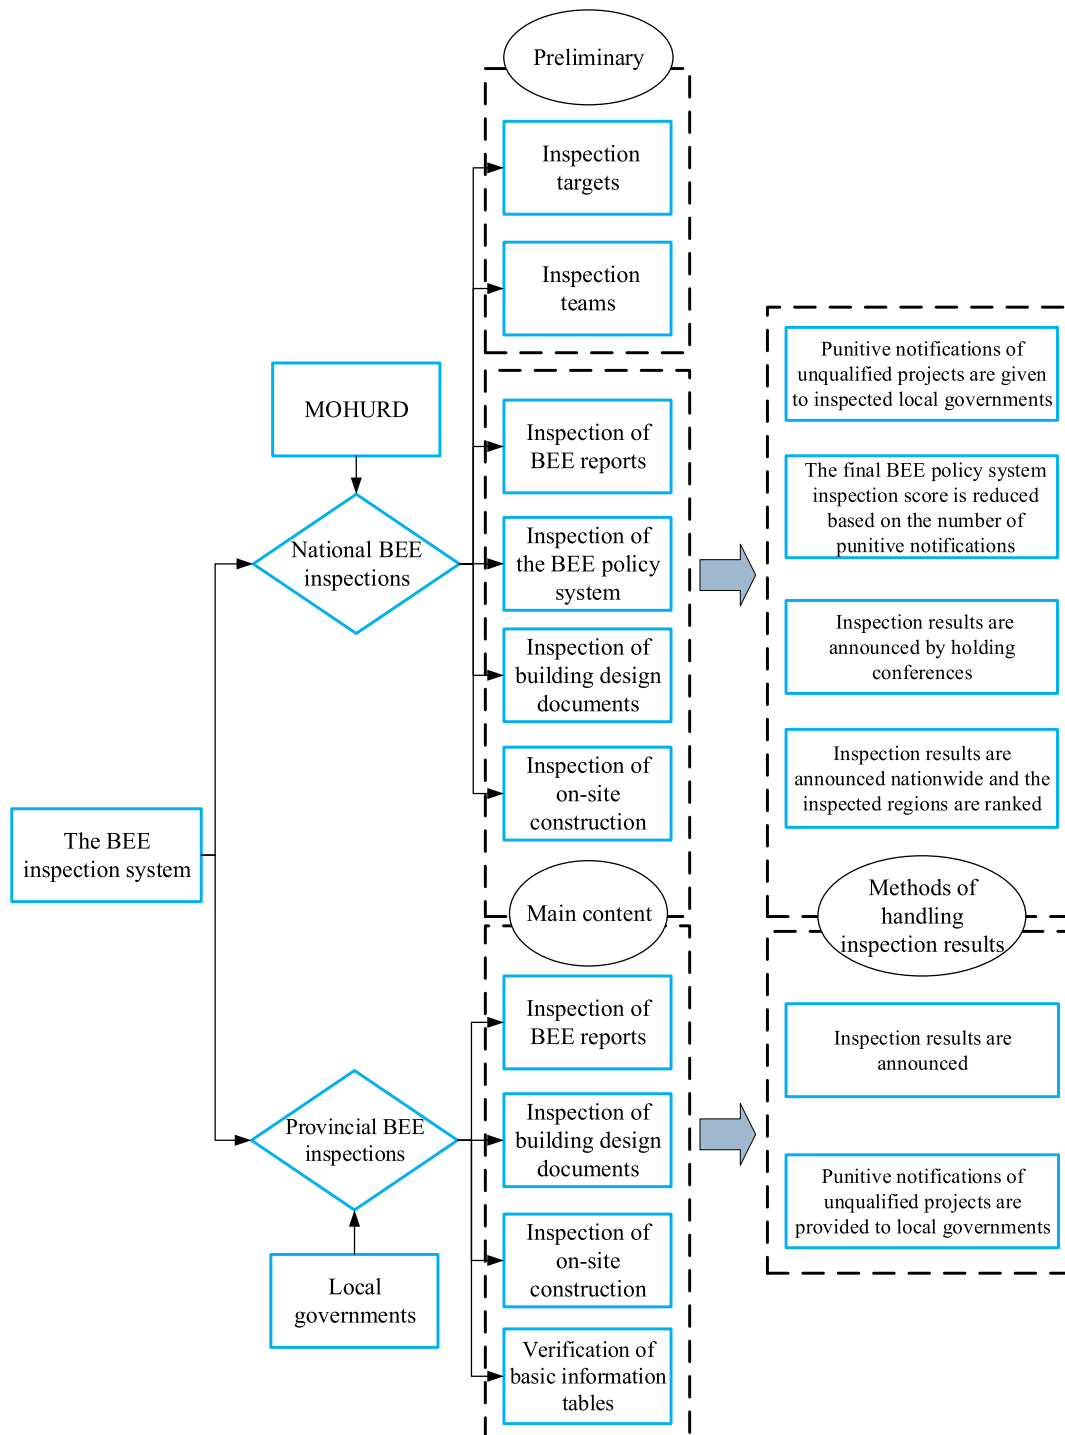 Preliminary
Inspection
targets
Inspection
teams
MOHURD
National BEE
inspections
Inspection of
BEE reports
Inspection of
the BEE policy
system
Inspection of
building design
documents
Inspection of
on-site
construction
Main content
The BEE
inspection system
Provincial BEE
inspections
Local
governments
Inspection of
BEE reports
Inspection of
building design
documents
Inspection of
on-site
construction
Verification of
basic information
tables
Punitive notifications of
unqualified projects are given
to inspected local governments
The final BEE policy system
inspection score is reduced
based on the number of
punitive notifications
Inspection results are
announced by holding
conferences
Inspection results are
announced nationwide and the
inspected regions are ranked
Methods of
handling
inspection results
Inspection results are
announced
Punitive notifications of
unqualified projects are
provided to local governments